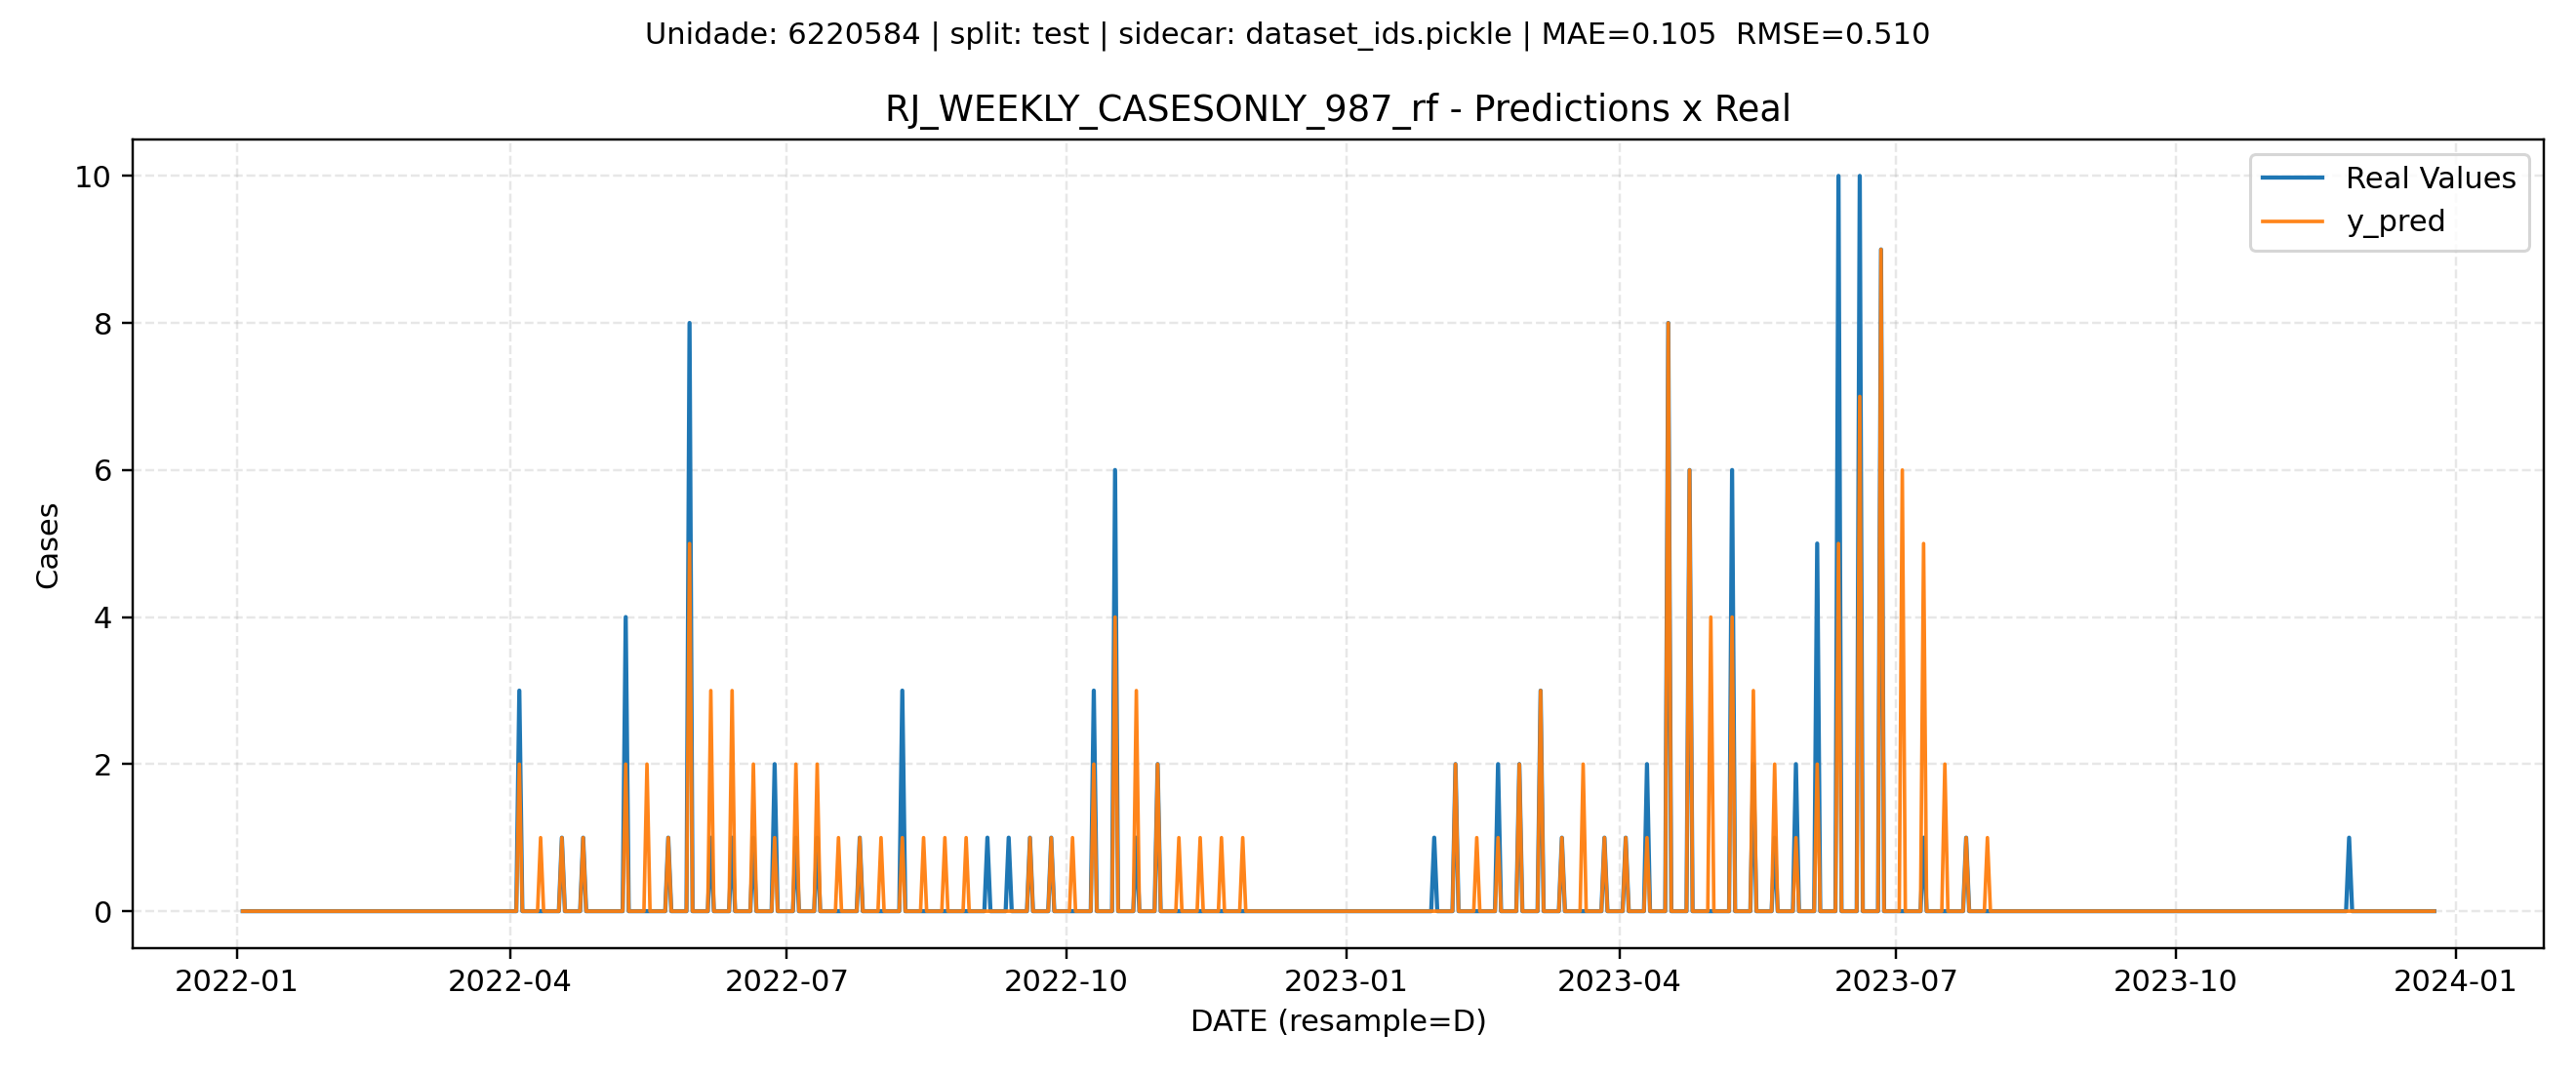 Unidade: 6220584 | split: test | sidecar: dataset_ids.pickle | MAE=0.105  RMSE=0.510
RJ_WEEKLY_CASESONLY_987_rf - Predictions x Real
Real Values
y_pred
Cases
10
8
6
4
2
0
2022-01
2022-04
2022-07
2022-10
2023-01
2023-04
2023-07
2023-10
2024-01
DATE (resample=D)